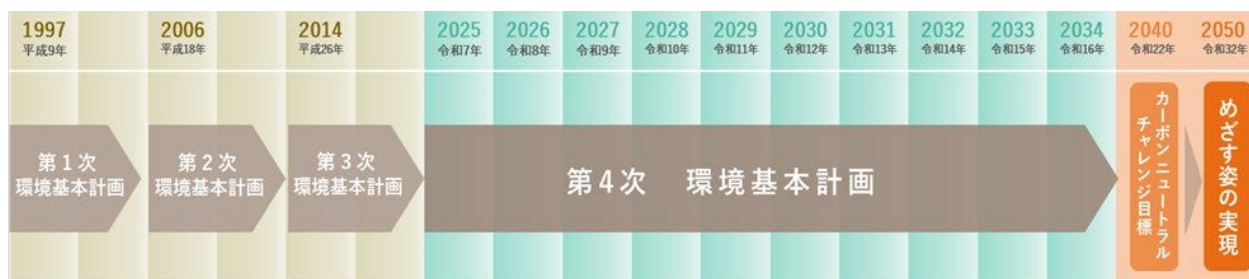 1997
平成9年
2006
平成18年
2014
平成26年
2025
令和7年
2026
令和8年
2027
令和9年
2028
令和10年
2029
令和11年
2030
令和12年
2031
令和13年
2032
令和14年
2033
令和15年
2034
令和16年
2040
令和22年
2050
令和32年
第1次
環境基本計画
第2次
環境基本計画
第3次
環境基本計画
第4次 環境基本計画
カーボンニュートラル
チャレンジ目標
めざす姿の実現